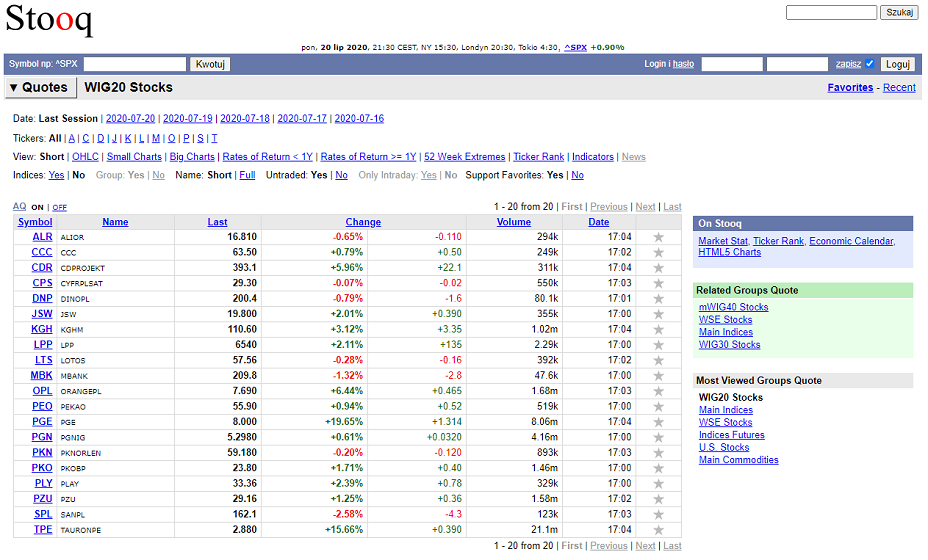 Stooq
Szukaj
pon, 20 lip 2020, 21:30 CEST, NY 15:30, Londyn 20:30, Tokio 4:30, ^SPX +0.90%
Symbol np: ^SPX Kwotuj Login i hasło zapisz Loguj
▼ Quotes WIG20 Stocks Favorites - Recent
Date: Last Session | 2020-07-20 | 2020-07-19 | 2020-07-18 | 2020-07-17 | 2020-07-16
Tickers: All | A | C | D | J | K | L | M | O | P | S | T
View: Short | OHLC | Small Charts | Big Charts | Rates of Return < 1Y | Rates of Return >= 1Y | 52 Week Extremes | Ticker Rank | Indicators | News
Indices: Yes | No Group: Yes | No Name: Short | Full Untraded: Yes | No Only Intraday: Yes | No Support Favorites: Yes | No
AQ ON | OFF 1 - 20 from 20 | First | Previous | Next | Last
Symbol Name Last Change Volume Date
ALR ALIOR 16.810 -0.65% -0.110 294k 17:04
CCC CCC 63.50 +0.79% +0.50 249k 17:02
CDR CDPROJEKT 393.1 +5.96% +22.1 311k 17:04
CPS CYFRPLSAT 29.30 -0.07% -0.02 550k 17:03
DNP DINOPL 200.4 -0.79% -1.6 80.1k 17:01
JSW JSW 19.800 +2.01% +0.390 355k 17:00
KGH KGHM 110.60 +3.12% +3.35 1.02m 17:04
LPP LPP 6540 +2.11% +135 2.29k 17:00
LTS LOTOS 57.56 -0.28% -0.16 392k 17:02
MBK MBANK 209.8 -1.32% -2.8 47.6k 17:00
OPL ORANGEPL 7.690 +6.44% +0.465 1.68m 17:03
PEO PEKAO 55.90 +0.94% +0.52 519k 17:00
PGE PGE 8.000 +19.65% +1.314 8.06m 17:04
PGN PGNIG 5.2980 +0.61% +0.0320 4.16m 17:00
PKN PKNORLEN 59.180 -0.20% -0.120 893k 17:03
PKO PKOBP 23.80 +1.71% +0.40 1.46m 17:00
PLY PLAY 33.36 +2.39% +0.78 329k 17:00
PZU PZU 29.16 +1.25% +0.36 1.58m 17:02
SPL SANPL 162.1 -2.58% -4.3 123k 17:03
TPE TAURONPE 2.880 +15.66% +0.390 21.1m 17:04
1 - 20 from 20 | First | Previous | Next | Last
On Stooq
Market Stat, Ticker Rank, Economic Calendar,
HTML5 Charts
Related Groups Quote
mWIG40 Stocks
WSE Stocks
Main Indices
WIG30 Stocks
Most Viewed Groups Quote
WIG20 Stocks
Main Indices
WSE Stocks
Indices Futures
U.S. Stocks
Main Commodities